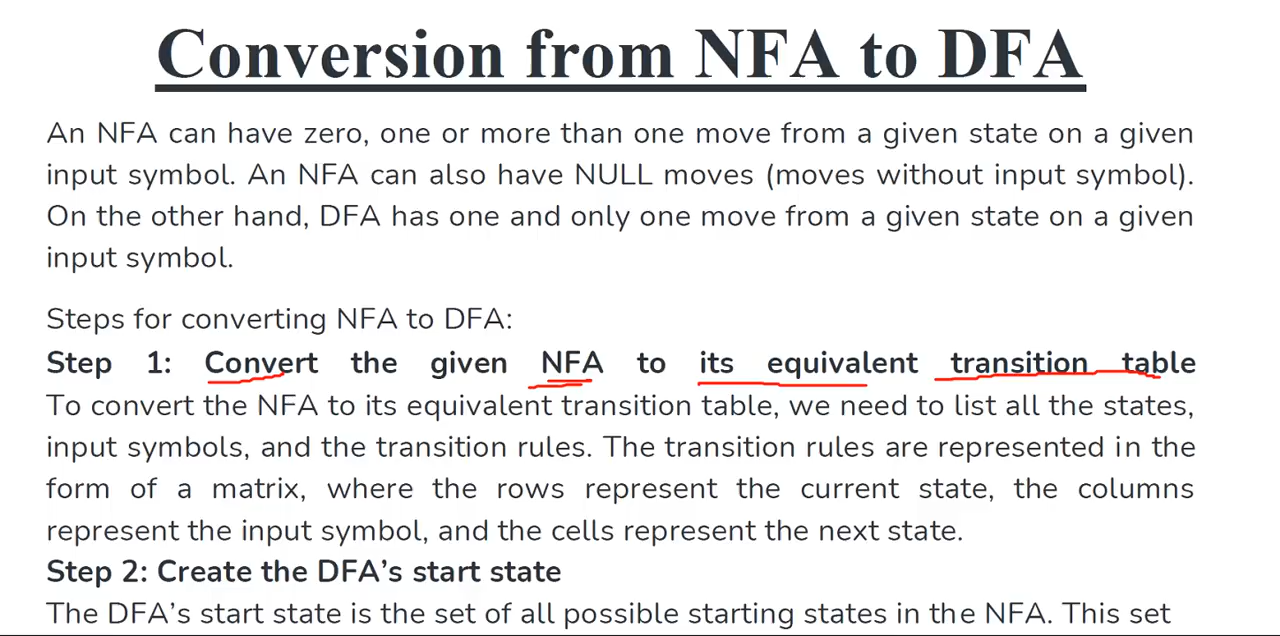 Conversion from NFA to DFA
An NFA can have zero, one or more than one move from a given state on a given
input symbol. An NFA can also have NULL moves (moves without input symbol).
On the other hand, DFA has one and only one move from a given state on a given
input symbol.
Steps for converting NFA to DFA:
Step 1: Convert the given NFA to its equivalent transition table
To convert the NFA to its equivalent transition table, we need to list all the states,
input symbols, and the transition rules. The transition rules are represented in the
form of a matrix, where the rows represent the current state, the columns
represent the input symbol, and the cells represent the next state.
Step 2: Create the DFA’s start state
The DFA’s start state is the set of all possible starting states in the NFA. This set